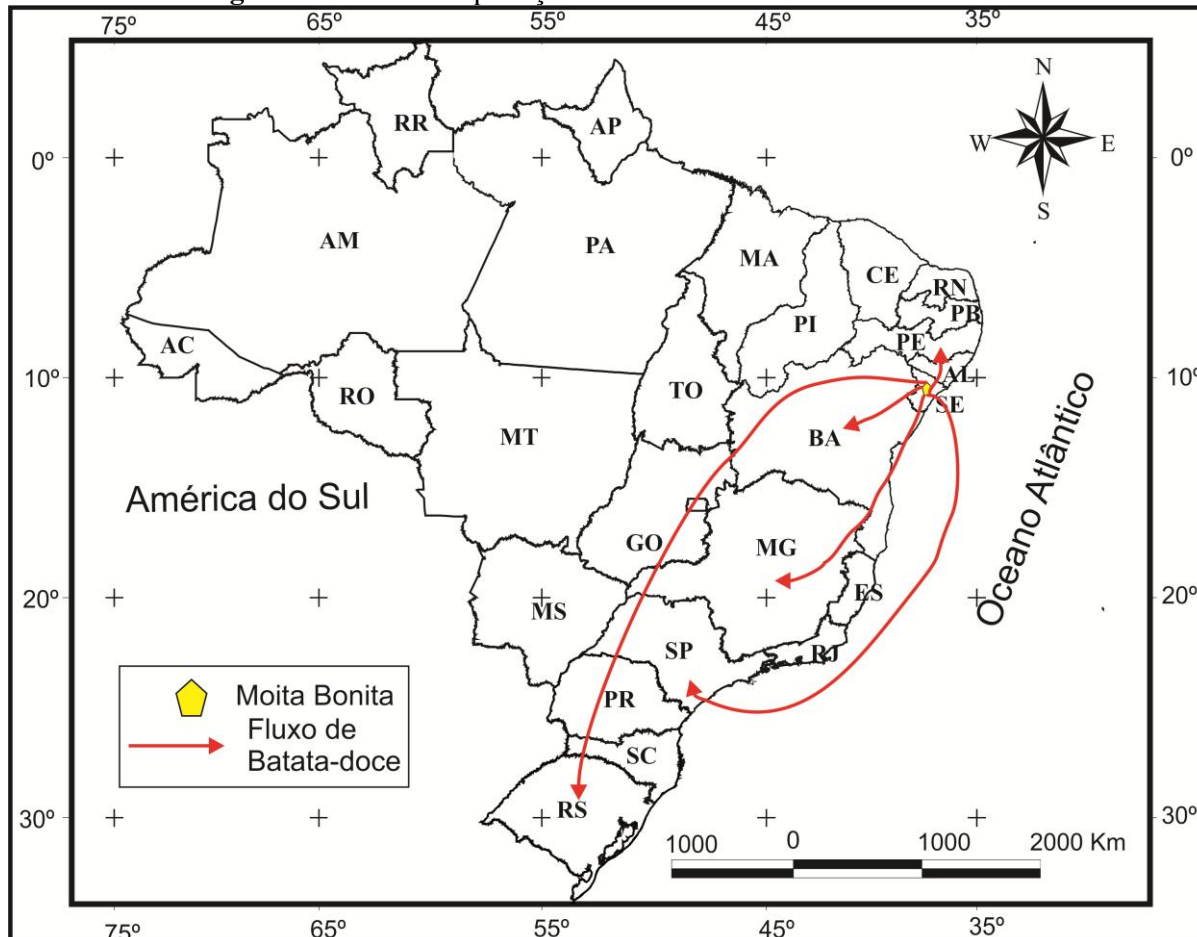 75º 65º 55º 45º 35º
N
W E
S
RR AP
0º 0º
AM PA MA CE RN
PB
PI PE
AC AL
10º 10º
RO TO SE
MT BA
América do Sul
Oceano Atlântico
GO MG
MS ES
20º 20º
SP RJ
PR
Moita Bonita
Fluxo de
Batata-doce
SC
RS
30º 30º
1000 0 1000 2000 Km
75º 65º 55º 45º 35º